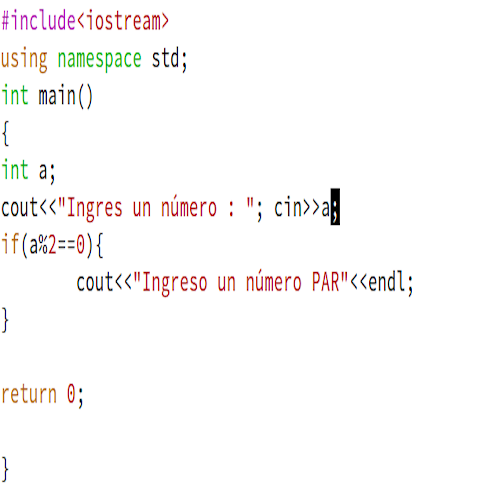 #include<iostream>
using namespace std;
int main()
{
int a;
cout<<"Ingres un número : "; cin>>a;
if(a%2==0){
        cout<<"Ingreso un número PAR"<<endl;
}

return 0;

}